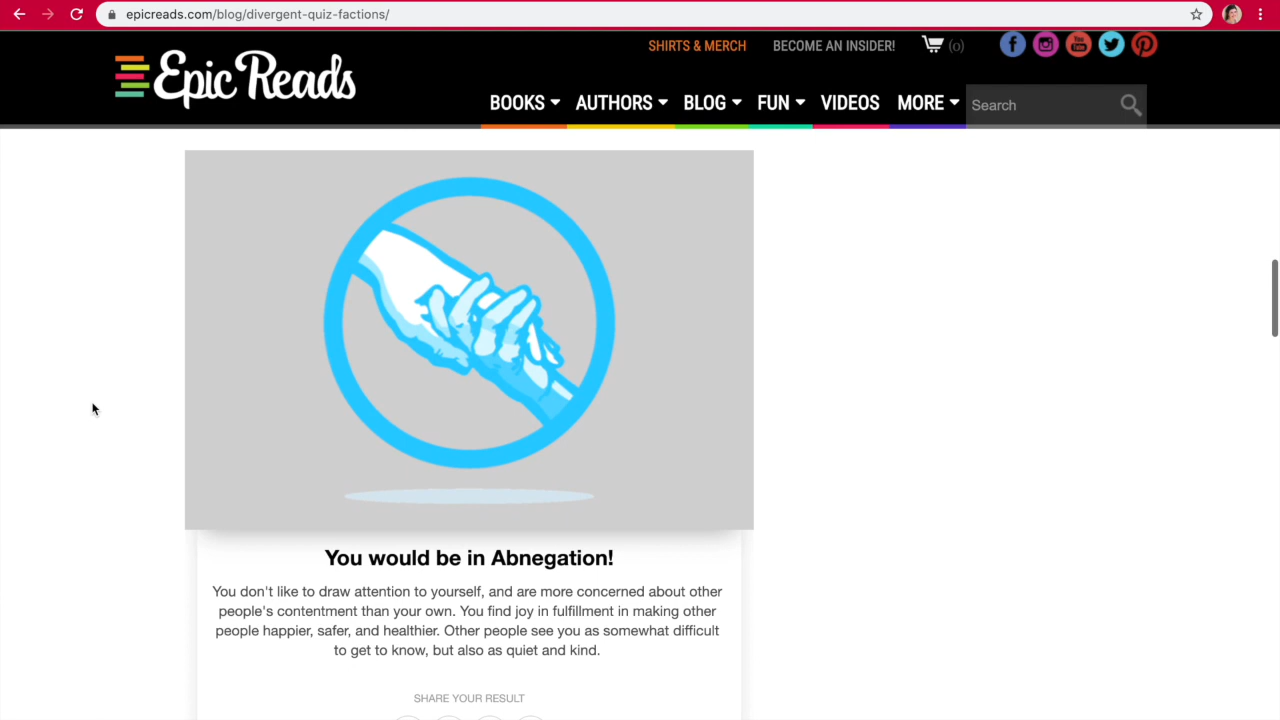 epicreads.com/blog/divergent-quiz-factions/
SHIRTS & MERCH BECOME AN INSIDER! (0)
Epic Reads
BOOKS AUTHORS BLOG FUN VIDEOS MORE Search
You would be in Abnegation!
You don't like to draw attention to yourself, and are more concerned about other
people's contentment than your own. You find joy in fulfillment in making other
people happier, safer, and healthier. Other people see you as somewhat difficult
to get to know, but also as quiet and kind.
SHARE YOUR RESULT